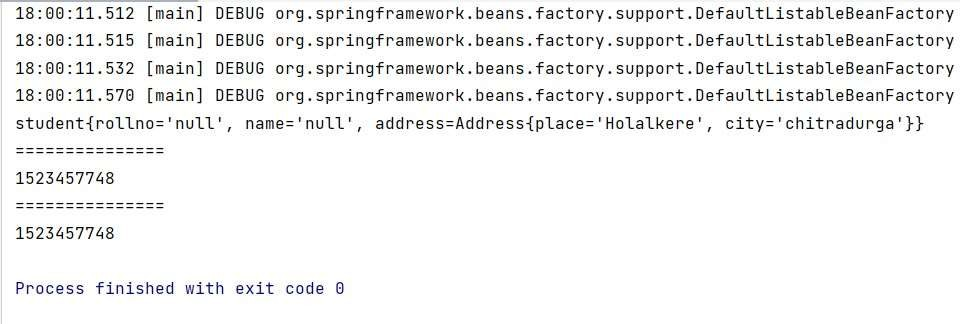 18:00:11.512 [main] DEBUG org.springframework.beans.factory.support.DefaultListableBeanFactory
18:00:11.515 [main] DEBUG org.springframework.beans.factory.support.DefaultListableBeanFactory
18:00:11.532 [main] DEBUG org.springframework.beans.factory.support.DefaultListableBeanFactory
18:00:11.570 [main] DEBUG org.springframework.beans.factory.support.DefaultListableBeanFactory
student{rollno='null', name='null', address=Address{place='Holalkere', city='chitradurga'}}
===============
1523457748
===============
1523457748
Process finished with exit code 0